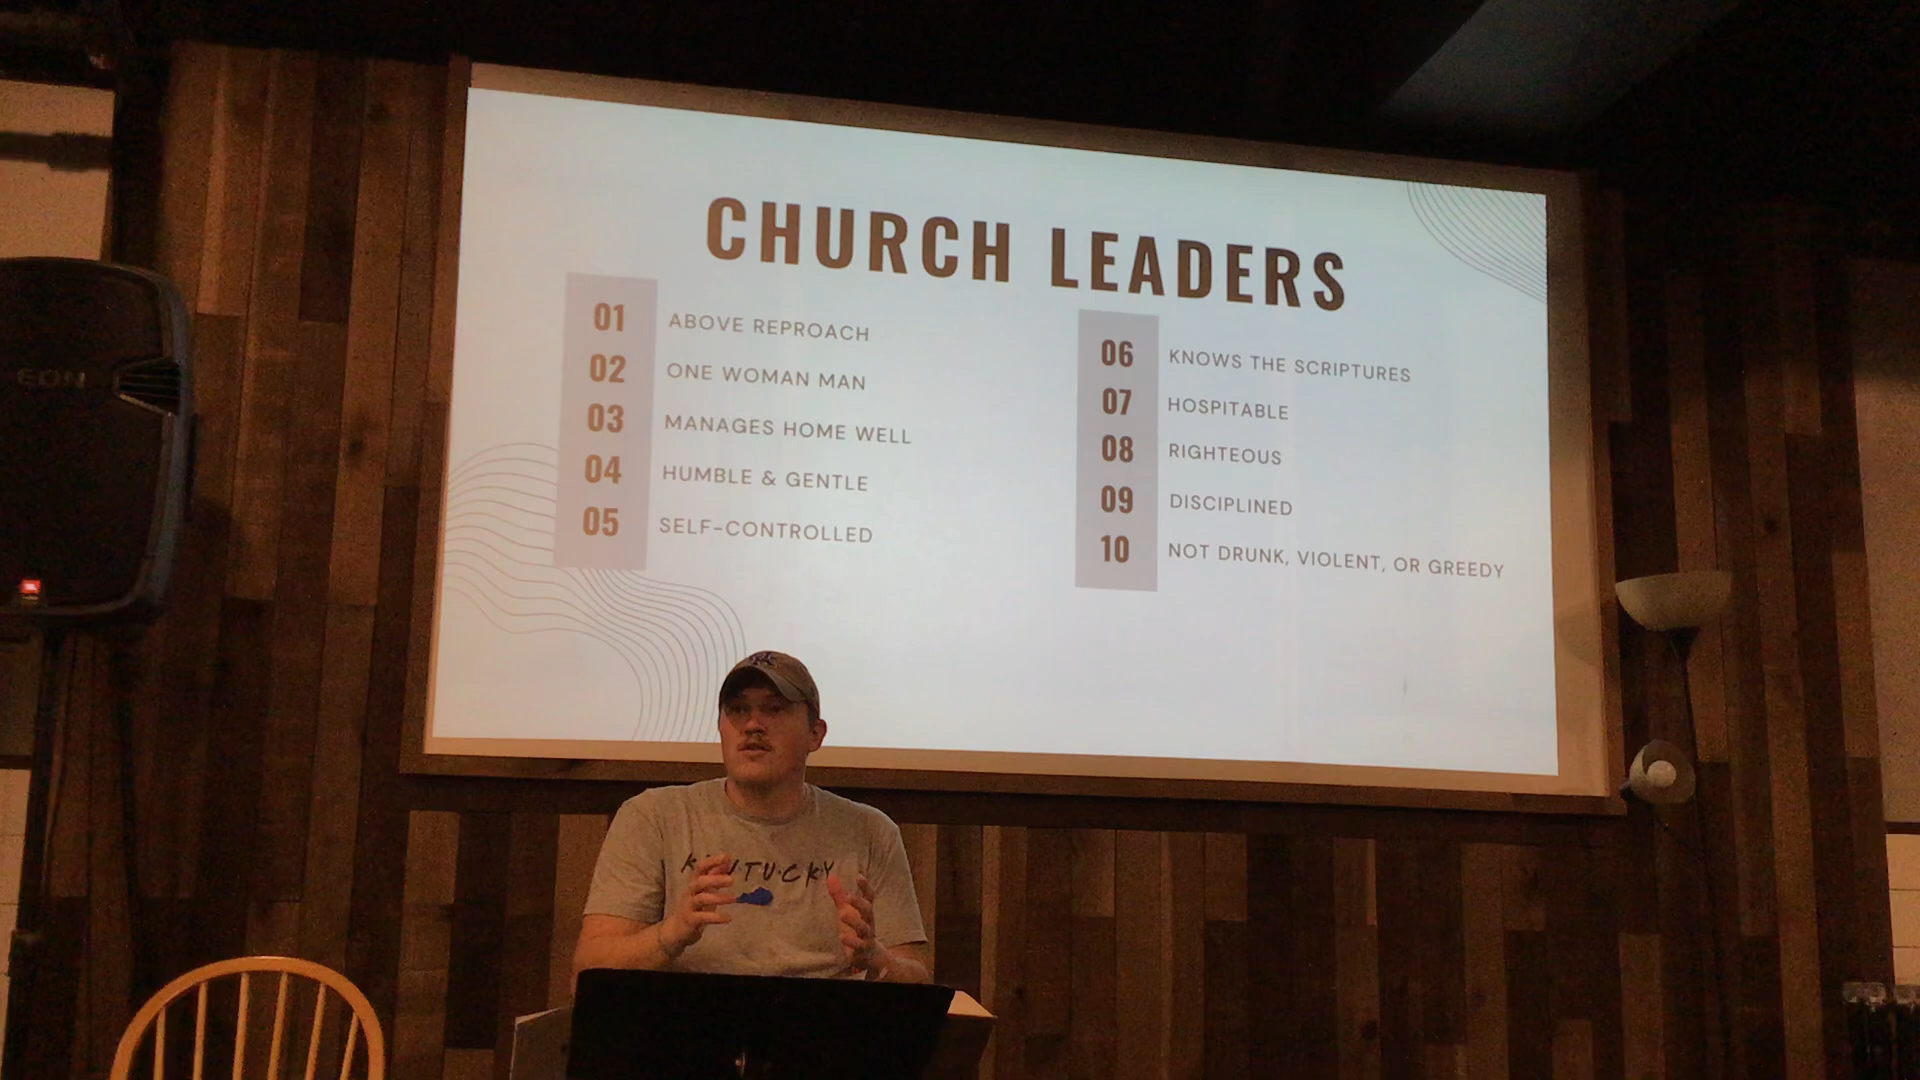 CHURCH LEADERS
01 ABOVE REPROACH
02 ONE WOMAN MAN
03 MANAGES HOME WELL
04 HUMBLE & GENTLE
05 SELF-CONTROLLED
06 KNOWS THE SCRIPTURES
07 HOSPITABLE
08 RIGHTEOUS
09 DISCIPLINED
10 NOT DRUNK, VIOLENT, OR GREEDY
EON
KENTUCKY